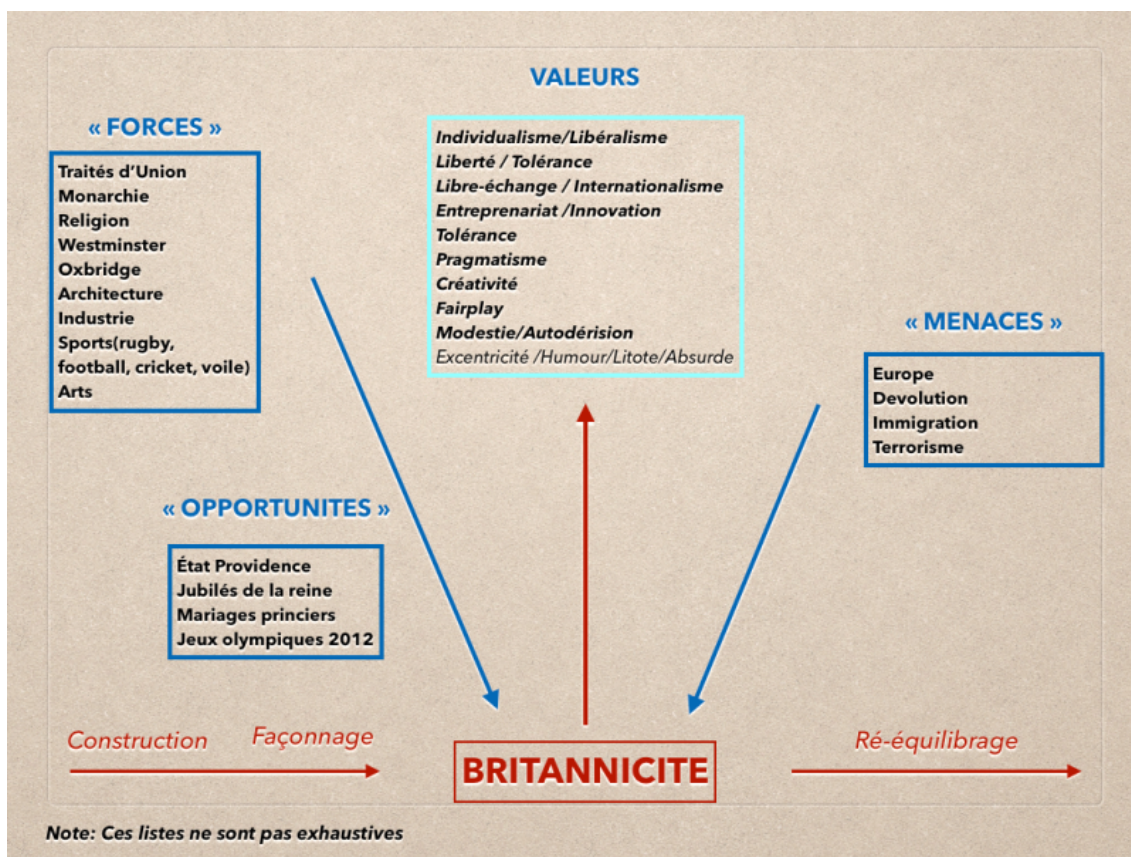 VALEURS
Individualisme/Libéralisme
Liberté / Tolérance
Libre-échange / Internationalisme
Entreprenariat /Innovation
Tolérance
Pragmatisme
Créativité
Fairplay
Modestie/Autodérision
Excentricité /Humour/Litote/Absurde
« FORCES »
Traités d’Union
Monarchie
Religion
Westminster
Oxbridge
Architecture
Industrie
Sports(rugby,
football, cricket, voile)
Arts
« MENACES »
Europe
Devolution
Immigration
Terrorisme
« OPPORTUNITES »
État Providence
Jubilés de la reine
Mariages princiers
Jeux olympiques 2012
Construction
Façonnage
BRITANNICITE
Ré-équilibrage
Note: Ces listes ne sont pas exhaustives